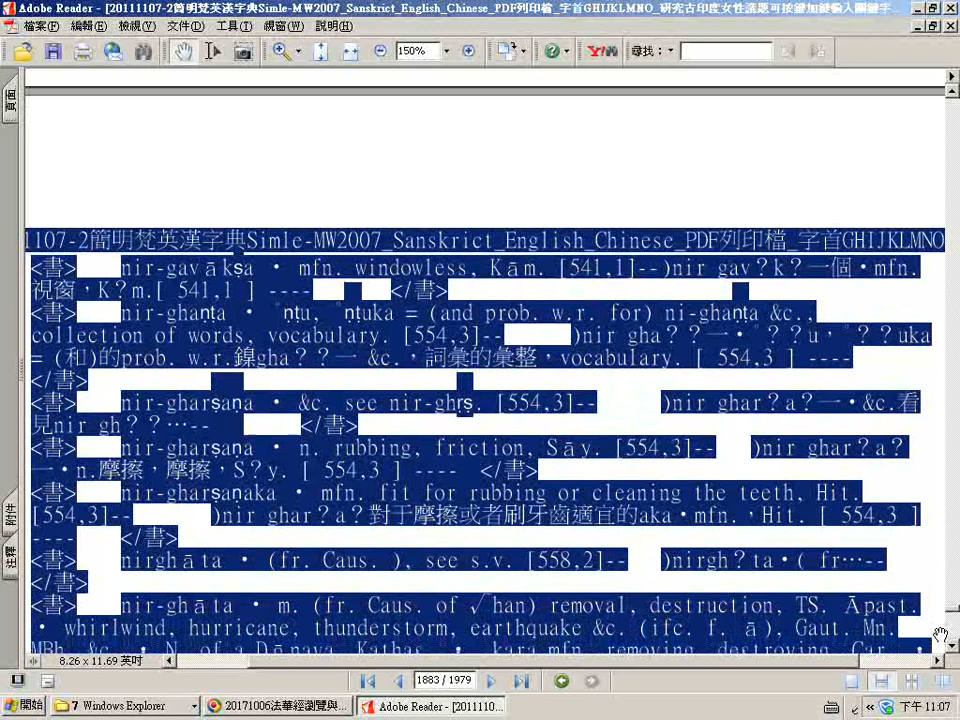 Adobe Reader - [20111107-2簡明梵英漢字典Simle-MW2007_Sanskrict_English_Chinese_PDF列印檔_字首GHIJKLMNO_研究古印度女性議題可按鍵加鍵輸入關鍵字...
檔案(F) 編輯(E) 檢視(V) 文件(D) 工具(T) 視窗(W) 說明(H)
150% Y! 尋找:
頁面
附件
註釋
1107-2簡明梵英漢字典Simle-MW2007_Sanskrict_English_Chinese_PDF列印檔_字首GHIJKLMNO
<書> nir-gavākṣa ‧ mfn. windowless, Kām. [541,1]--)nir gav?k?一個‧mfn.
視窗,K?m.[ 541,1 ] ---- </書>
<書> nir-ghaṇṭa ‧ °ṇṭu, °ṇṭuka = (and prob. w.r. for) ni-ghaṇṭa &c.,
collection of words, vocabulary. [554,3]-- )nir gha??一‧°??u,°??uka
= (和)的prob. w.r.鎳gha??一 &c.,詞彙的彙整,vocabulary. [ 554,3 ] ----
</書>
<書> nir-gharṣaṇa ‧ &c. see nir-ghṛṣ. [554,3]-- )nir ghar?a?一‧&c.看
見nir gh??…-- </書>
<書> nir-gharṣaṇa ‧ n. rubbing, friction, Sāy. [554,3]-- )nir ghar?a?
一‧n.摩擦,摩擦,S?y. [ 554,3 ] ---- </書>
<書> nir-gharṣaṇaka ‧ mfn. fit for rubbing or cleaning the teeth, Hit.
[554,3]-- )nir ghar?a?對于摩擦或者刷牙齒適宜的aka‧mfn.,Hit. [ 554,3 ]
---- </書>
<書> nirghāta ‧ (fr. Caus. ), see s.v. [558,2]-- )nirgh?ta‧( fr…--
</書>
<書> nir-ghāta ‧ m. (fr. Caus. of √han) removal, destruction, TS. Āpast.
‧ whirlwind, hurricane, thunderstorm, earthquake &c. (ifc. f. ā), Gaut. Mn.
MBh. &c. ‧ N. of a Dānava, Kathas. ‧ -kara mfn. removing, destroying, Car. ‧
8.26 x 11.69 英吋
1883 / 1979
開始 7 Windows Explorer 20171006法華經瀏覽與... Adobe Reader - [2011110... 下午 11:07